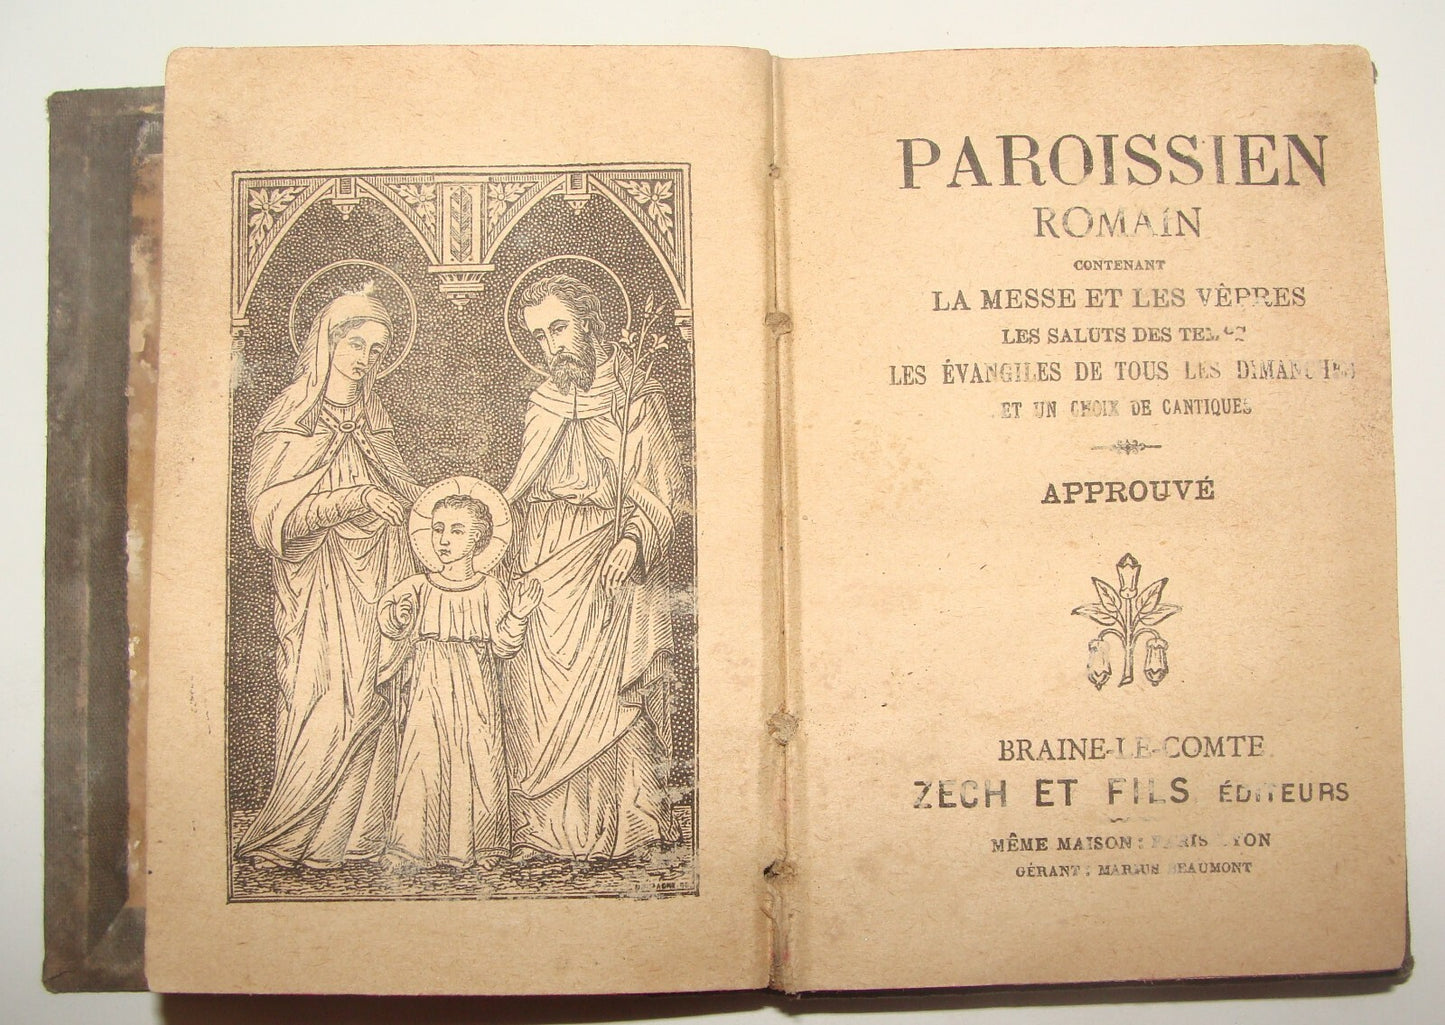 PAROISSIEN
ROMAIN
CONTENANT
LA MESSE ET LES VÊPRES
LES SALUTS DES
LES ÉVANGILES DE TOUS LES DIMANCHES
ET UN CHOIX DE CANTIQUES
APPROUVÉ
BRAINE-LE-COMTE
ZECH ET FILS, ÉDITEURS
MÊME MAISON: PARIS LYON
GÉRANT: MARIUS BEAUMONT